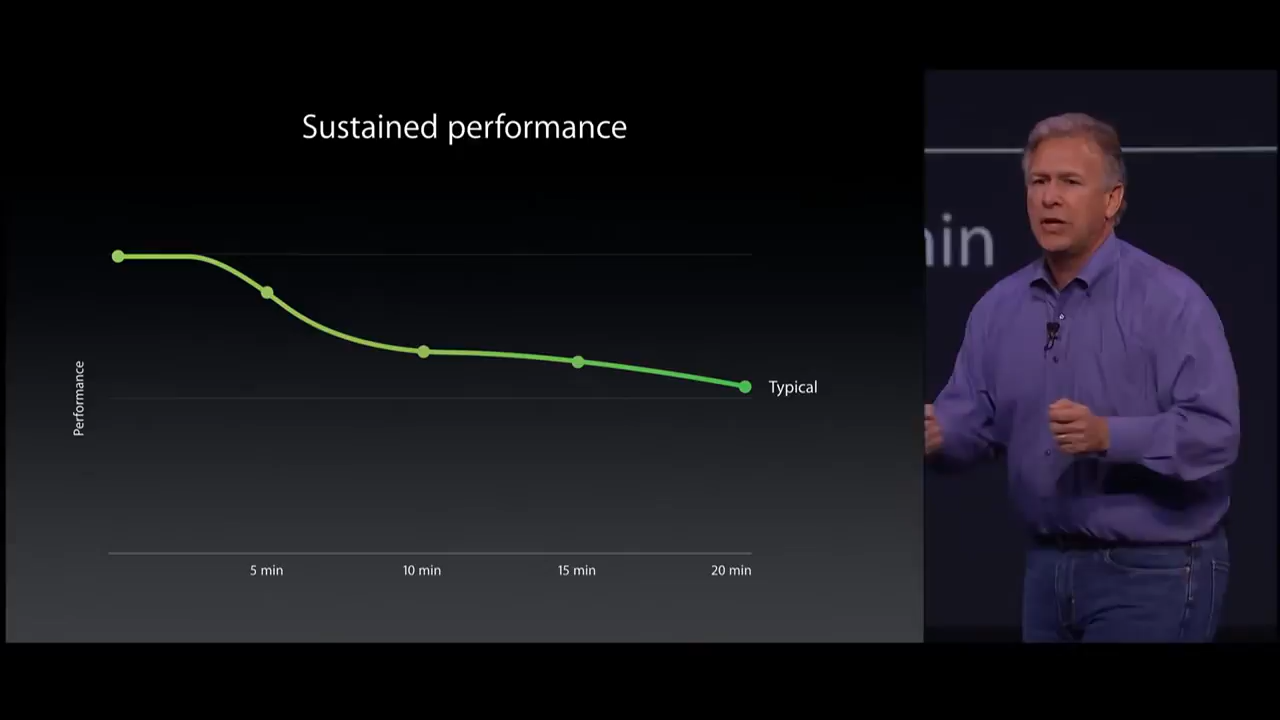 Sustained performance
Performance
Typical
5 min
10 min
15 min
20 min